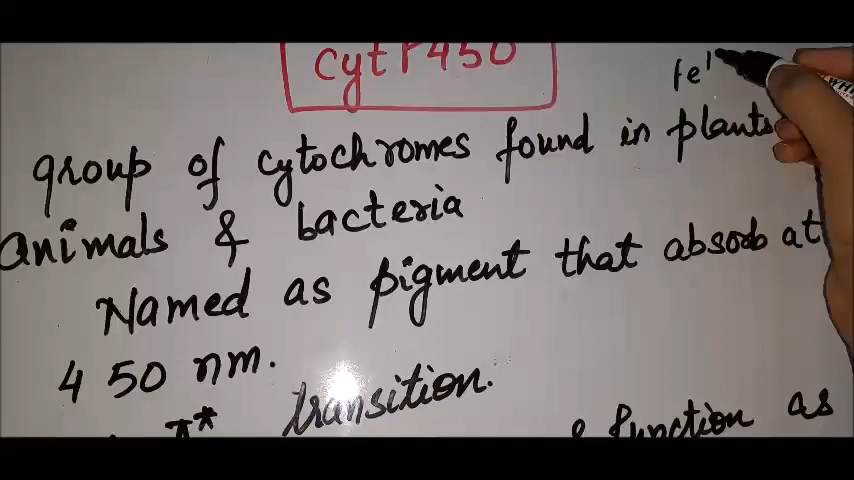 Cyt P450
Fe
group of cytochromes found in plants
animals & bacteria
Named as pigment that absorb at
450 nm.
π* transition.
& function as